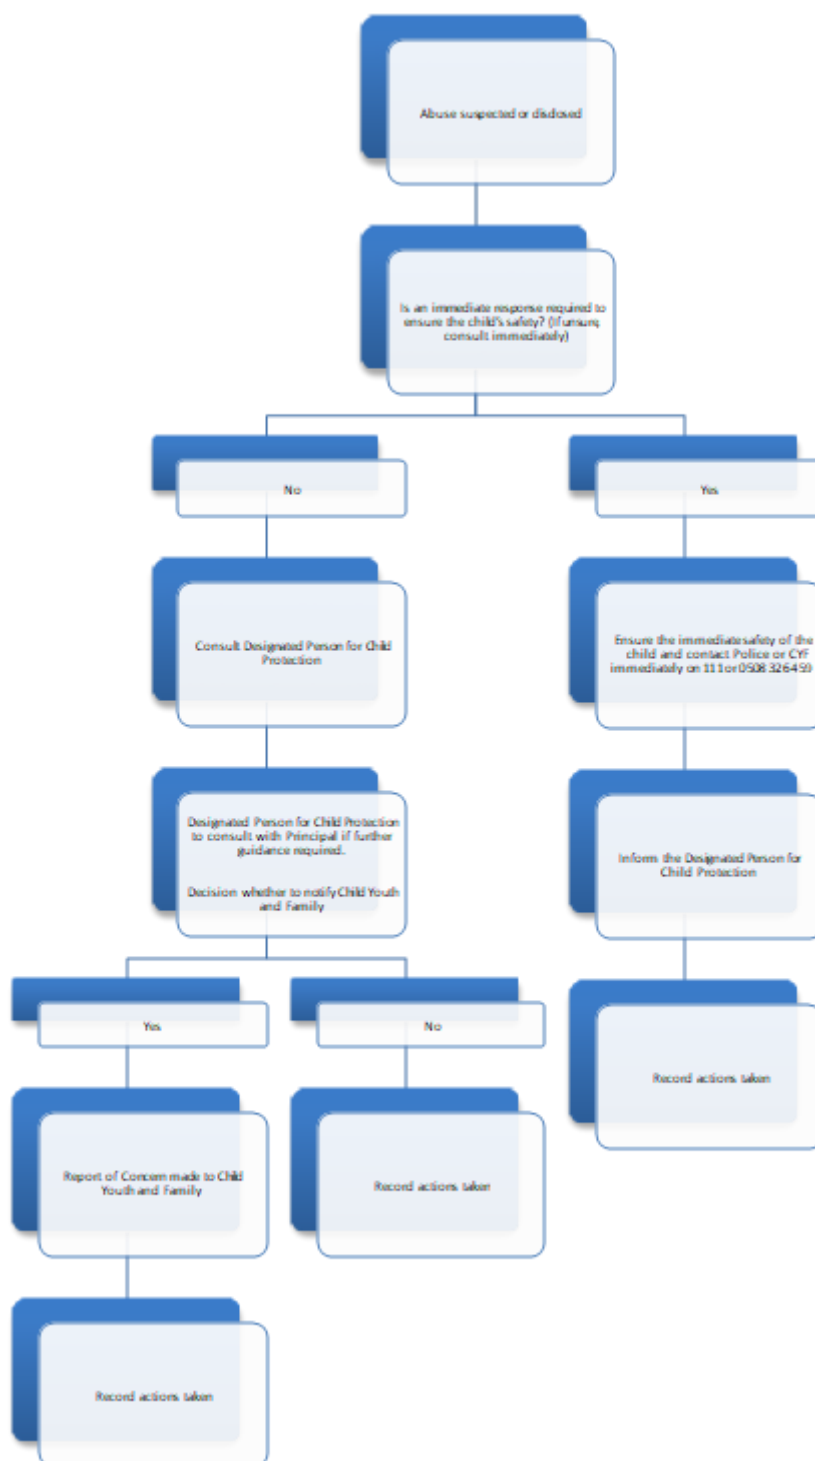 Abuse suspected or disclosed
Is an immediate response required to
ensure the child's safety? (If unsure,
consult immediately)
No
Yes
Consult Designated Person for Child
Protection
Ensure the immediate safety of the
child and contact Police or CYF
immediately on 111 or 0508 326 459
Designated Person for Child Protection
to consult with Principal if further
guidance required.
Decision whether to notify Child Youth
and Family
Inform the Designated Person for
Child Protection
Yes
No
Record actions taken
Report of Concern made to Child
Youth and Family
Record actions taken
Record actions taken